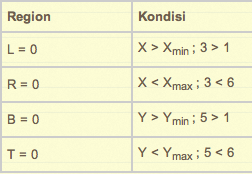 Region Kondisi
L = 0 X > Xmin ; 3 > 1
R = 0 X < Xmax ; 3 < 6
B = 0 Y > Ymin ; 5 > 1
T = 0 Y < Ymax ; 5 < 6